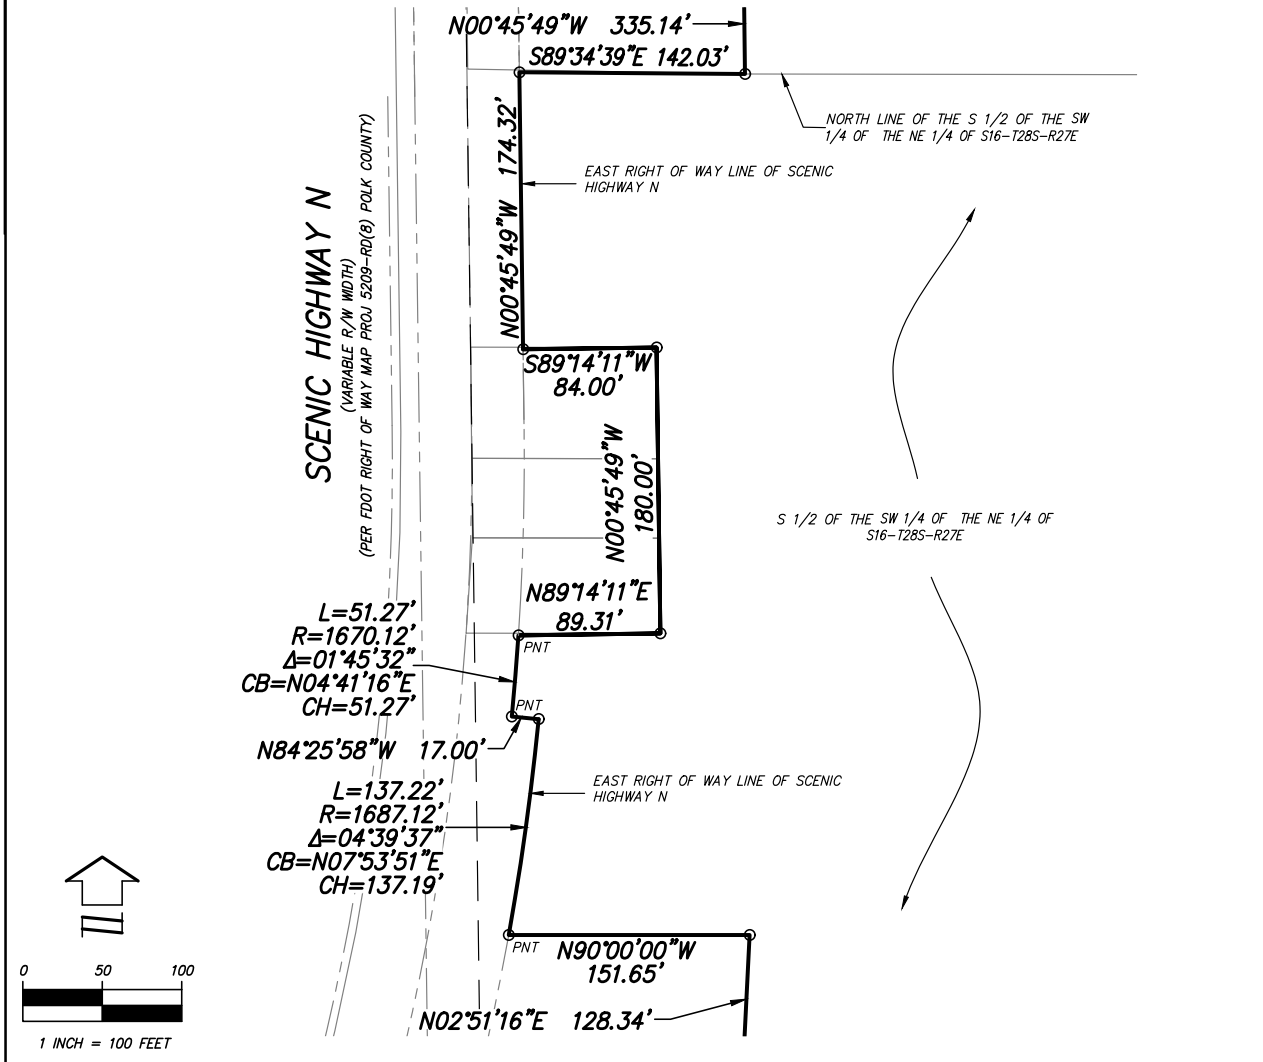 N00°45'49"W 335.14'
S89°34'39"E 142.03'
NORTH LINE OF THE S 1/2 OF THE SW
1/4 OF THE NE 1/4 OF S16-T28S-R27E
N00°45'49"W 174.32'
EAST RIGHT OF WAY LINE OF SCENIC
HIGHWAY N
SCENIC HIGHWAY N
(VARIABLE R/W WIDTH)
(PER FDOT RIGHT OF WAY MAP PROJ 5209-RD(8) POLK COUNTY)
S89°14'11"W
84.00'
N00°45'49"W
180.00'
S 1/2 OF THE SW 1/4 OF THE NE 1/4 OF
S16-T28S-R27E
N89°14'11"E
89.31'
PNT
L=51.27'
R=1670.12'
Δ=01°45'32"
CB=N04°41'16"E
CH=51.27'
PNT
N84°25'58"W 17.00'
EAST RIGHT OF WAY LINE OF SCENIC
HIGHWAY N
L=137.22'
R=1687.12'
Δ=04°39'37"
CB=N07°53'51"E
CH=137.19'
PNT
N90°00'00"W
151.65'
N02°51'16"E 128.34'
N
0 50 100
1 INCH = 100 FEET